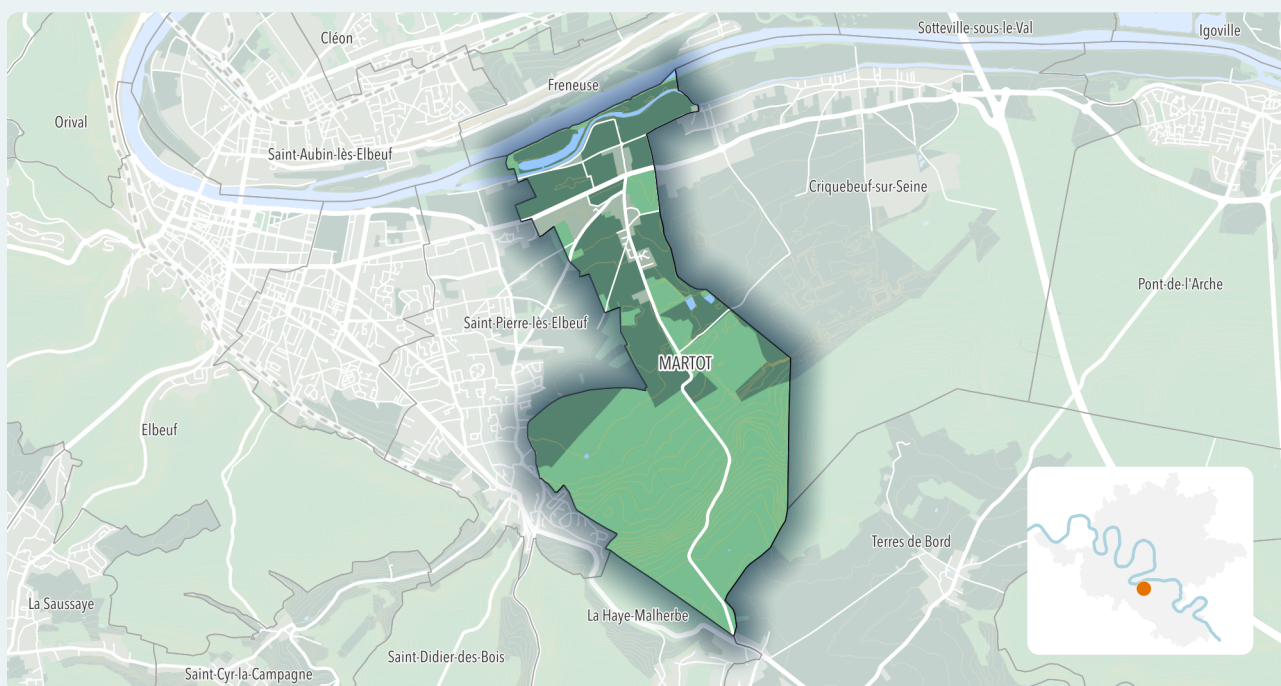 Sotteville-sous-le-Val
Igoville
Cléon
Freneuse
Orival
Saint-Aubin-lès-Elbeuf
Criquebeuf-sur-Seine
Pont-de-l'Arche
Saint-Pierre-lès-Elbeuf
MARTOT
Elbeuf
Terres de Bord
La Saussaye
La Haye-Malherbe
Saint-Didier-des-Bois
Saint-Cyr-la-Campagne